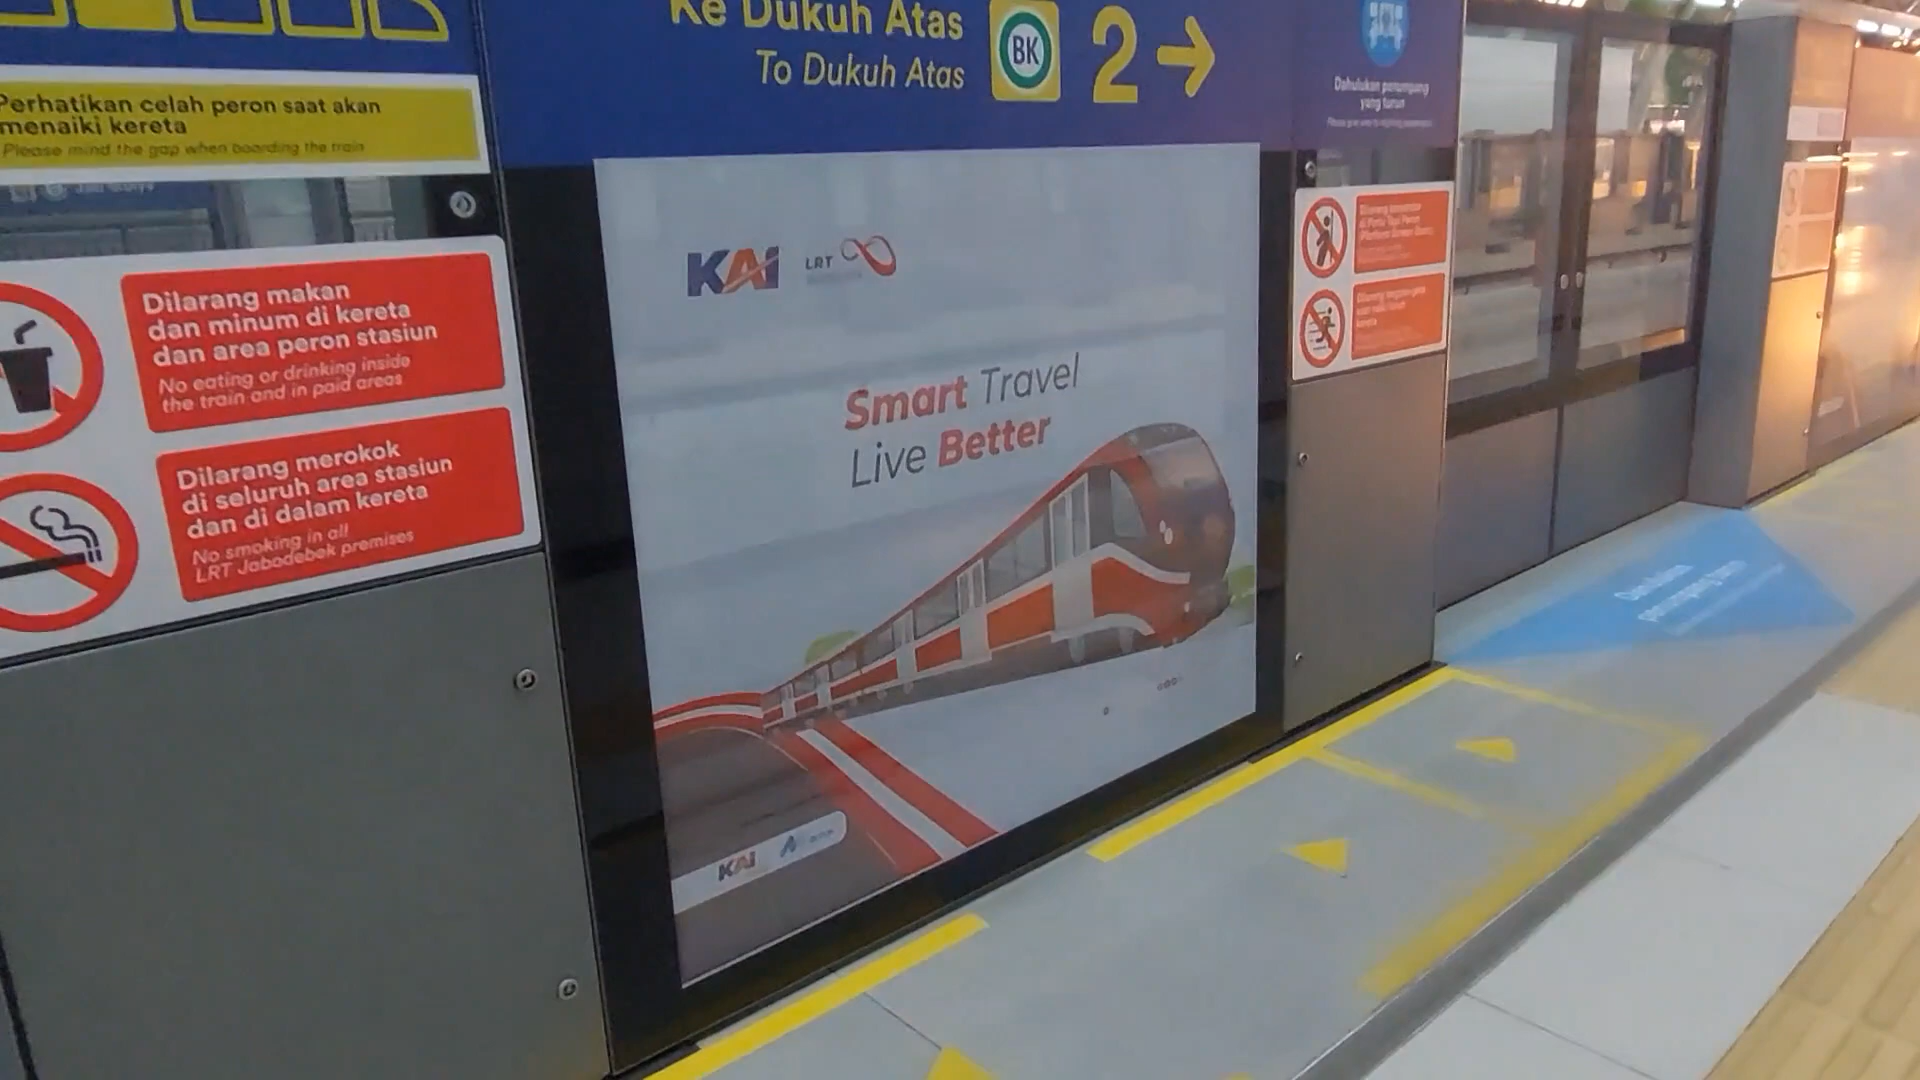 Ke Dukuh Atas
To Dukuh Atas
BK
2
Perhatikan celah peron saat akan
menaiki kereta
Please mind the gap when boarding the train
Dilarang makan
dan minum di kereta
dan area peron stasiun
No eating or drinking inside
the train and in paid areas
Dilarang merokok
di seluruh area stasiun
dan di dalam kereta
No smoking in all
LRT Jabodebek premises
KAI
LRT
Smart Travel
Live Better
KAI
Dahulukan penumpang
yang turun